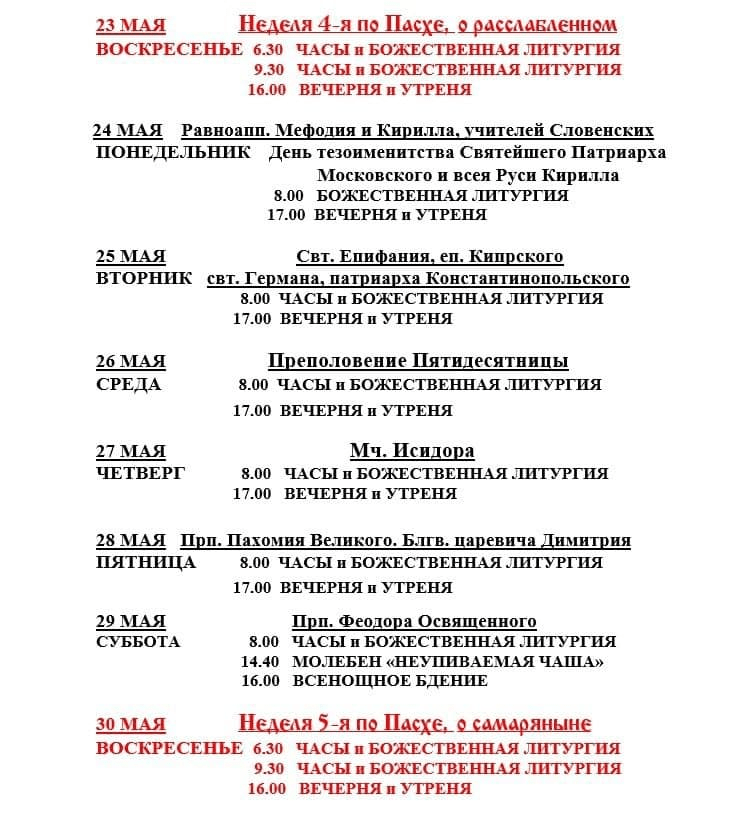 23 МАЯ Неделя 4-я по Пасхе, о расслабленном
ВОСКРЕСЕНЬЕ 6.30 ЧАСЫ и БОЖЕСТВЕННАЯ ЛИТУРГИЯ
9.30 ЧАСЫ и БОЖЕСТВЕННАЯ ЛИТУРГИЯ
16.00 ВЕЧЕРНЯ и УТРЕНЯ
24 МАЯ Равноапп. Мефодия и Кирилла, учителей Словенских
ПОНЕДЕЛЬНИК День тезоименитства Святейшего Патриарха
Московского и всея Руси Кирилла
8.00 БОЖЕСТВЕННАЯ ЛИТУРГИЯ
17.00 ВЕЧЕРНЯ и УТРЕНЯ
25 МАЯ Свт. Епифания, еп. Кипрского
ВТОРНИК свт. Германа, патриарха Константинопольского
8.00 ЧАСЫ и БОЖЕСТВЕННАЯ ЛИТУРГИЯ
17.00 ВЕЧЕРНЯ и УТРЕНЯ
26 МАЯ Преполовение Пятидесятницы
СРЕДА 8.00 ЧАСЫ и БОЖЕСТВЕННАЯ ЛИТУРГИЯ
17.00 ВЕЧЕРНЯ и УТРЕНЯ
27 МАЯ Мч. Исидора
ЧЕТВЕРГ 8.00 ЧАСЫ и БОЖЕСТВЕННАЯ ЛИТУРГИЯ
17.00 ВЕЧЕРНЯ и УТРЕНЯ
28 МАЯ Прп. Пахомия Великого. Блгв. царевича Димитрия
ПЯТНИЦА 8.00 ЧАСЫ и БОЖЕСТВЕННАЯ ЛИТУРГИЯ
17.00 ВЕЧЕРНЯ и УТРЕНЯ
29 МАЯ Прп. Феодора Освященного
СУББОТА 8.00 ЧАСЫ и БОЖЕСТВЕННАЯ ЛИТУРГИЯ
14.40 МОЛЕБЕН «НЕУПИВАЕМАЯ ЧАША»
16.00 ВСЕНОЩНОЕ БДЕНИЕ
30 МАЯ Неделя 5-я по Пасхе, о самаряныне
ВОСКРЕСЕНЬЕ 6.30 ЧАСЫ и БОЖЕСТВЕННАЯ ЛИТУРГИЯ
9.30 ЧАСЫ и БОЖЕСТВЕННАЯ ЛИТУРГИЯ
16.00 ВЕЧЕРНЯ и УТРЕНЯ